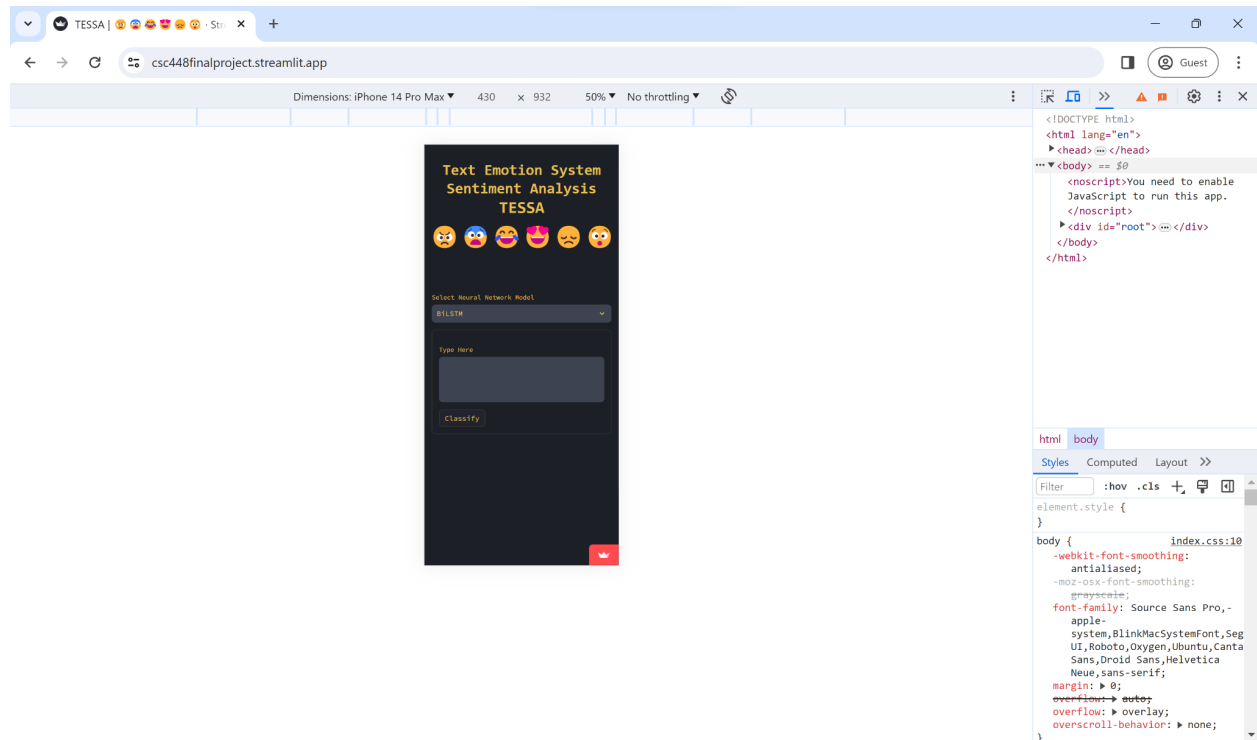 TESSA | 😠 😨 😂 😍 😞 😲 · Str
csc448finalproject.streamlit.app
Guest
Dimensions: iPhone 14 Pro Max ▼ 430 × 932 50% ▼ No throttling ▼
Text Emotion System
Sentiment Analysis
TESSA
Select Neural Network Model
BiLSTM
Type Here
Classify
<!DOCTYPE html>
<html lang="en">
▶ <head> ••• </head>
••• ▼ <body> == $0
<noscript>You need to enable
JavaScript to run this app.
</noscript>
▶ <div id="root"> ••• </div>
</body>
</html>
html body
Styles Computed Layout >>
Filter :hov .cls
element.style {
}
body { index.css:10
-webkit-font-smoothing:
antialiased;
-moz-osx-font-smoothing:
grayscale;
font-family: Source Sans Pro,-
apple-
system,BlinkMacSystemFont,Seg
UI,Roboto,Oxygen,Ubuntu,Canta
Sans,Droid Sans,Helvetica
Neue,sans-serif;
margin: ▶ 0;
overflow: ▶ auto;
overflow: ▶ overlay;
overscroll-behavior: ▶ none;
}